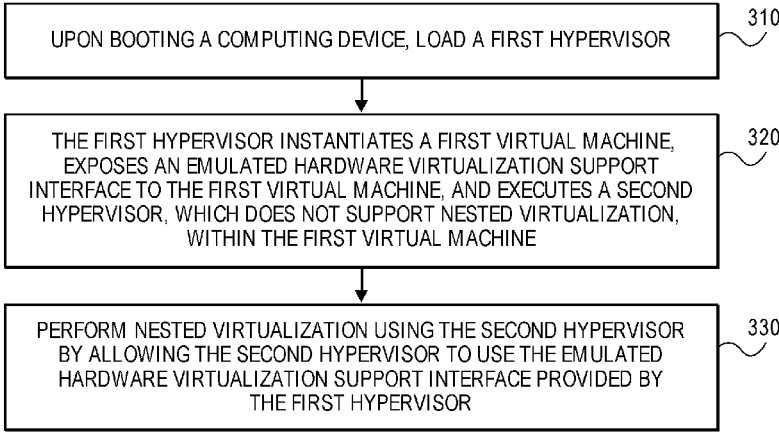 UPON BOOTING A COMPUTING DEVICE, LOAD A FIRST HYPERVISOR
310
THE FIRST HYPERVISOR INSTANTIATES A FIRST VIRTUAL MACHINE,
EXPOSES AN EMULATED HARDWARE VIRTUALIZATION SUPPORT
INTERFACE TO THE FIRST VIRTUAL MACHINE, AND EXECUTES A SECOND
HYPERVISOR, WHICH DOES NOT SUPPORT NESTED VIRTUALIZATION,
WITHIN THE FIRST VIRTUAL MACHINE
320
PERFORM NESTED VIRTUALIZATION USING THE SECOND HYPERVISOR
BY ALLOWING THE SECOND HYPERVISOR TO USE THE EMULATED
HARDWARE VIRTUALIZATION SUPPORT INTERFACE PROVIDED BY
THE FIRST HYPERVISOR
330